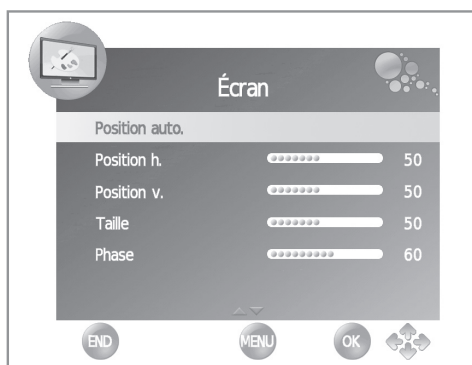 Écran
Position auto.
Position h. 50
Position v. 50
Taille 50
Phase 60
END MENU OK